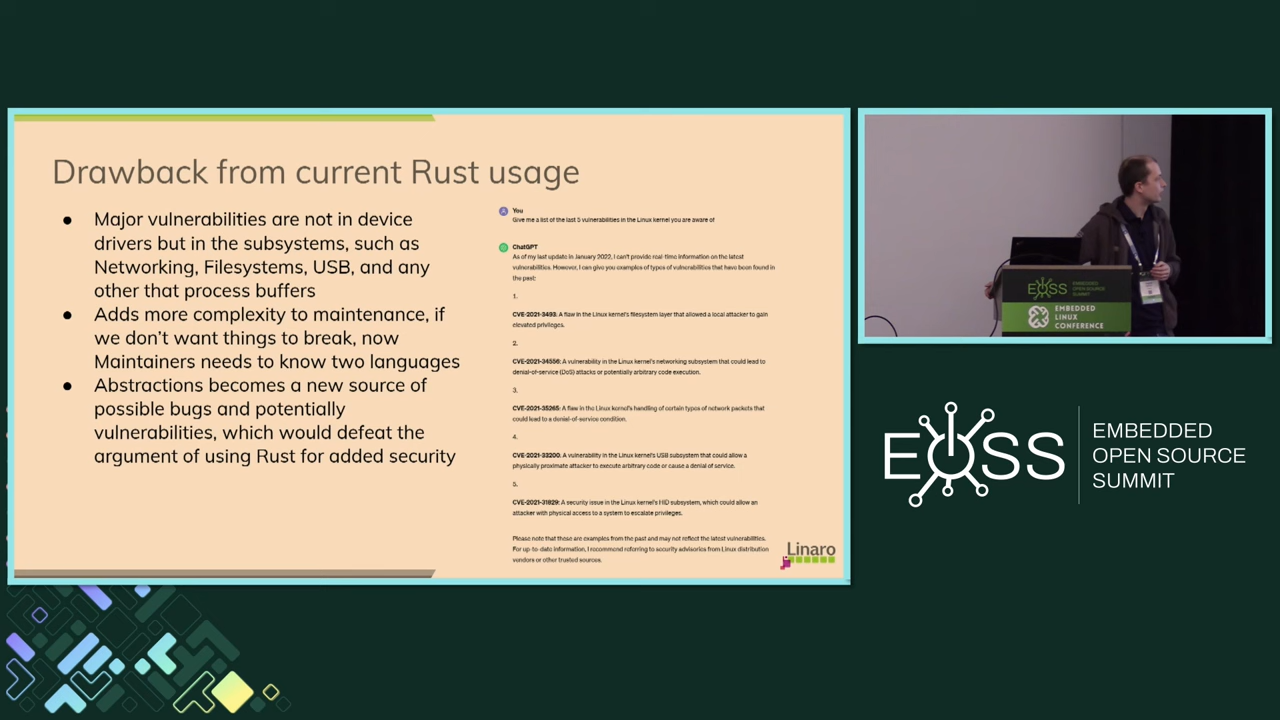 Drawback from current Rust usage
● Major vulnerabilities are not in device
drivers but in the subsystems, such as
Networking, Filesystems, USB, and any
other that process buffers
● Adds more complexity to maintenance, if
we don't want things to break, now
Maintainers needs to know two languages
● Abstractions becomes a new source of
possible bugs and potentially
vulnerabilities, which would defeat the
argument of using Rust for added security
You
Give me a list of the last 5 vulnerabilities in the Linux kernel you are aware of
ChatGPT
As of my last update in January 2022, I can't provide real-time information on the latest
vulnerabilities. However, I can give you examples of types of vulnerabilities that have been found in
the past:
1.
CVE-2021-3493: A flaw in the Linux kernel's filesystem layer that allowed a local attacker to gain
elevated privileges.
2.
CVE-2021-34556: A vulnerability in the Linux kernel's networking subsystem that could lead to
denial-of-service (DoS) attacks or potentially arbitrary code execution.
3.
CVE-2021-35265: A flaw in the Linux kernel's handling of certain types of network packets that
could lead to a denial-of-service condition.
4.
CVE-2021-33200: A vulnerability in the Linux kernel's USB subsystem that could allow a
physically proximate attacker to execute arbitrary code or cause a denial of service.
5.
CVE-2021-31829: A security issue in the Linux kernel's HID subsystem, which could allow an
attacker with physical access to a system to escalate privileges.
Please note that these are examples from the past and may not reflect the latest vulnerabilities.
For up-to-date information, I recommend referring to security advisories from Linux distribution
vendors or other trusted sources.
Linaro
EOSS
EMBEDDED
OPEN SOURCE
SUMMIT
EMBEDDED
LINUX
CONFERENCE
EOSS
EMBEDDED
OPEN SOURCE
SUMMIT